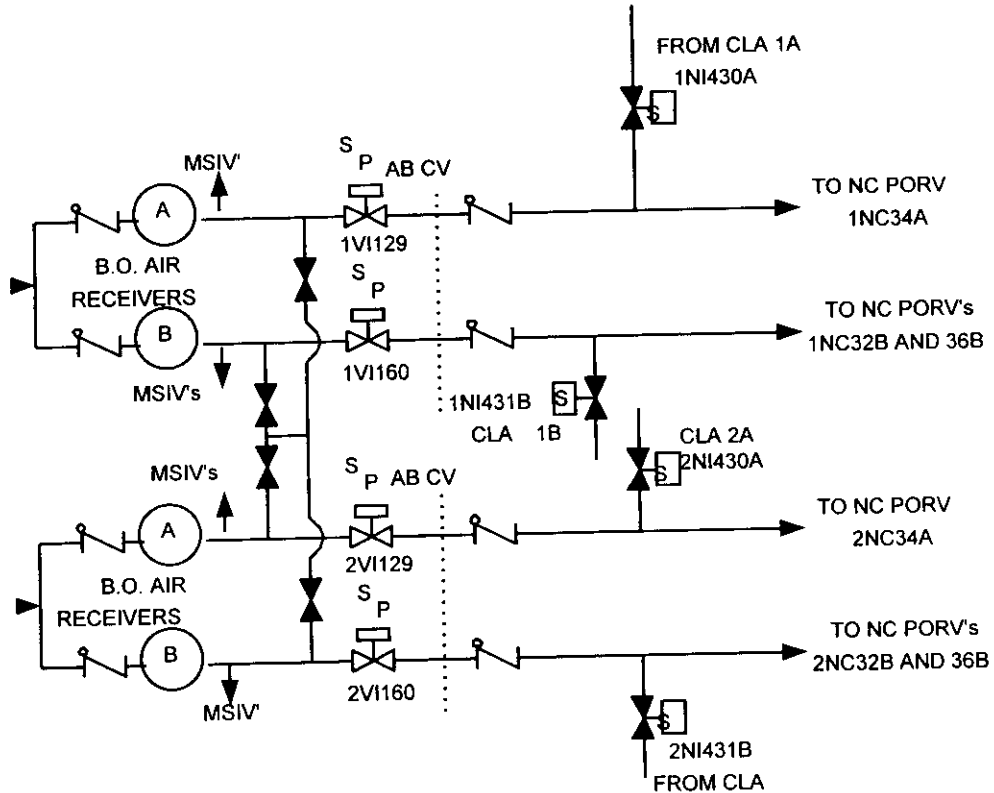 FROM CLA 1A
1NI430A
S
MSIV'
S
P
AB CV
A
TO NC PORV
1NC34A
1VI129
B.O. AIR
RECEIVERS
S
P
B
TO NC PORV's
1NC32B AND 36B
1VI160
MSIV's
1NI431B
S
CLA 1B
CLA 2A
2NI430A
S
MSIV's
S
P
AB CV
A
TO NC PORV
2NC34A
2VI129
B.O. AIR
RECEIVERS
S
P
B
TO NC PORV's
2NC32B AND 36B
2VI160
MSIV'
S
2NI431B
FROM CLA